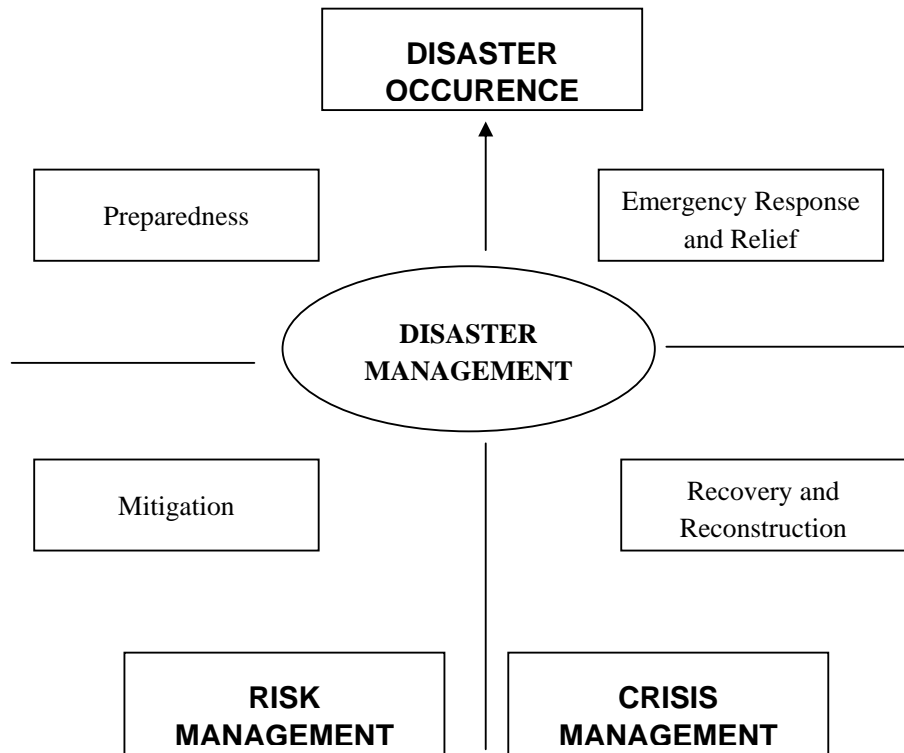 DISASTER
OCCURENCE
Preparedness
Emergency Response
and Relief
DISASTER
MANAGEMENT
Mitigation
Recovery and
Reconstruction
RISK
MANAGEMENT
CRISIS
MANAGEMENT